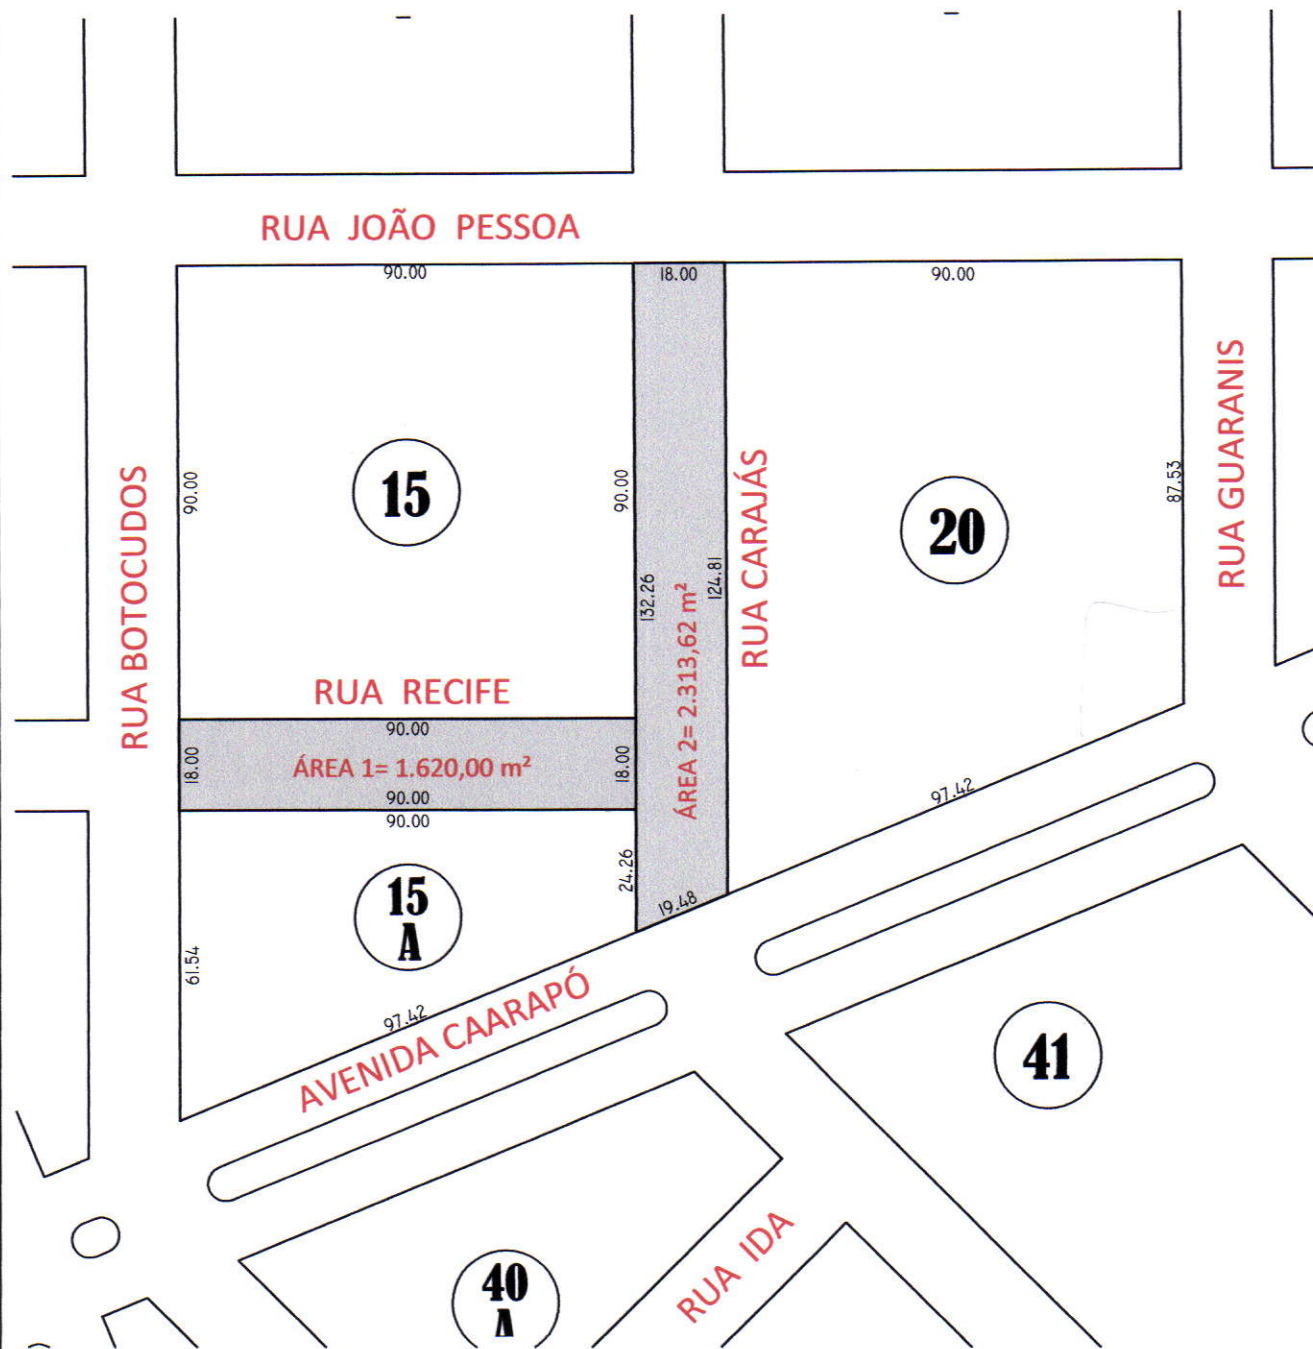 RUA JOÃO PESSOA
90.00
18.00
90.00
RUA BOTOCUDOS
90.00
15
90.00
132.26
124.81
ÁREA 2= 2.313,62 m²
RUA CARAJÁS
20
87.53
RUA GUARANIS
RUA RECIFE
90.00
18.00
ÁREA 1= 1.620,00 m²
18.00
90.00
90.00
97.42
24.26
19.48
15
A
61.54
97.42
AVENIDA CAARAPÓ
41
RUA IDA
40
A